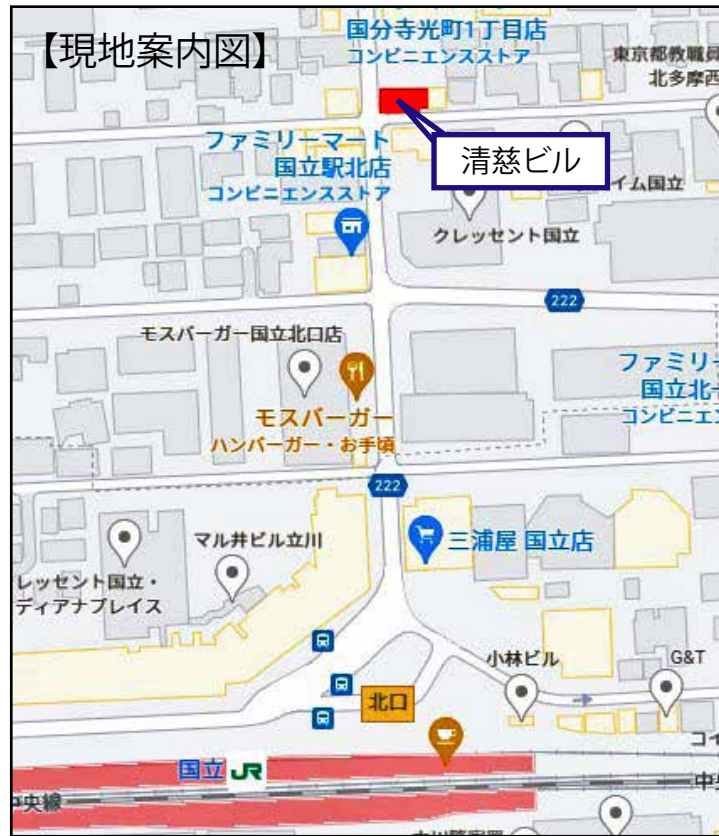 【現地案内図】
国分寺光町1丁目店
コンビニエンスストア
東京都教職員
北多摩西
ファミリーマート
国立駅北店
コンビニエンスストア
清慈ビル
イム国立
クレッセント国立
222
モスバーガー国立北口店
モスバーガー
ハンバーガー・お手頃
ファミリー
国立北
コンビニエン
222
三浦屋 国立店
マル井ビル立川
レッセント国立・
ディアナプレイス
小林ビル
G&T
北口
国立 JR
コイ
中央
中央線